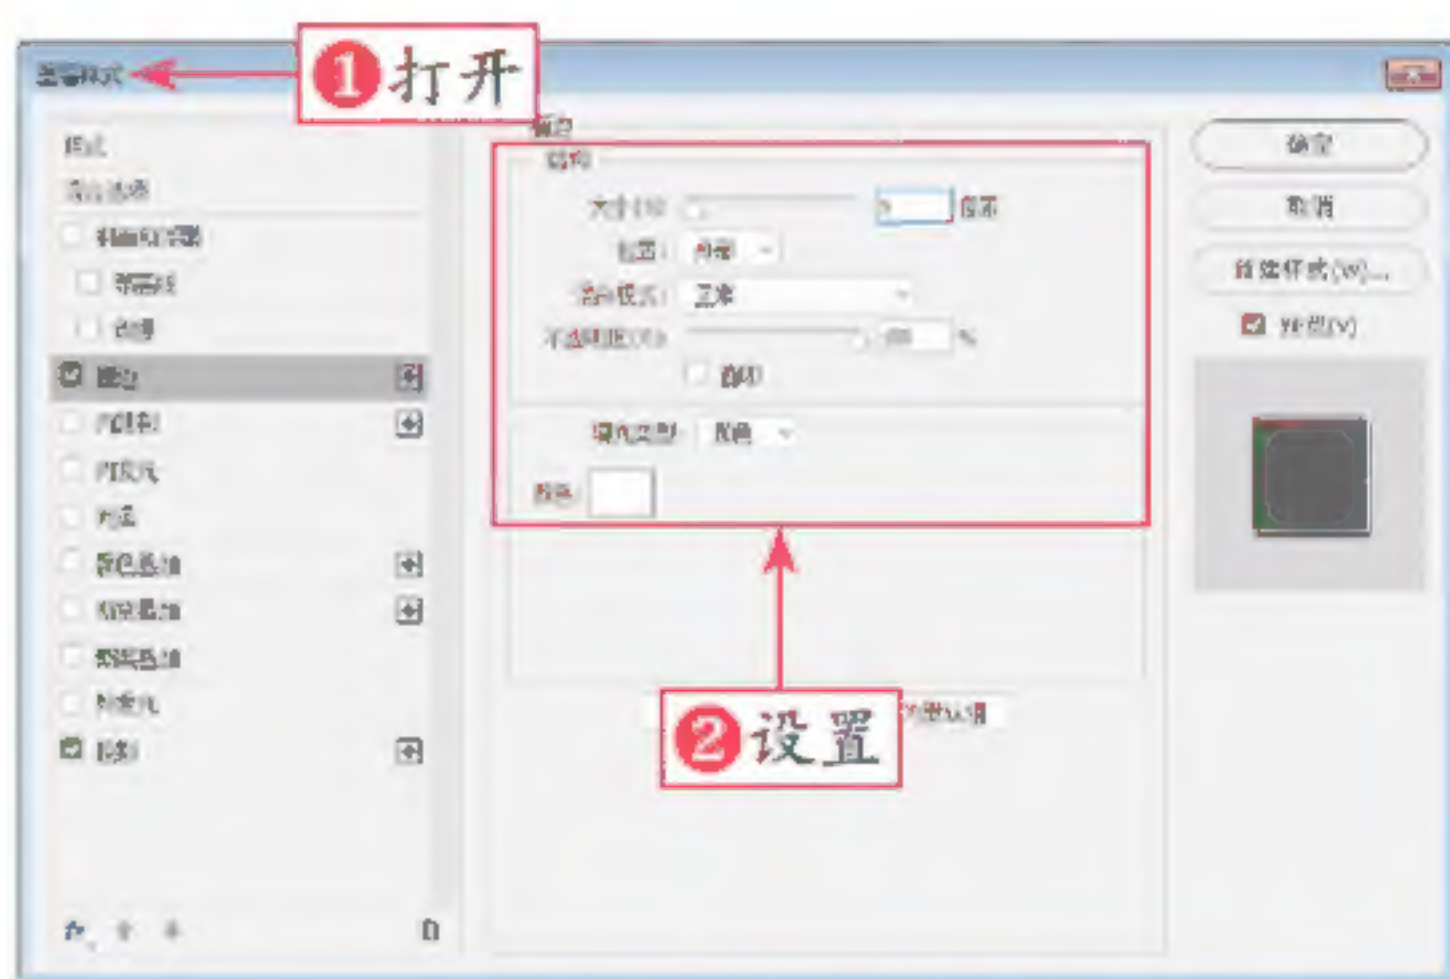 图层样式
❶打开
样式
混合选项
斜面和浮雕
等高线
纹理
描边
内阴影
内发光
光泽
颜色叠加
渐变叠加
图案叠加
外发光
投影
描边
结构
大小(S): 像素
位置: 外部
混合模式: 正常
不透明度(O): 100 %
叠印
填充类型: 颜色
颜色:
❷设置
确定
取消
新建样式(W)...
预览(V)
fx